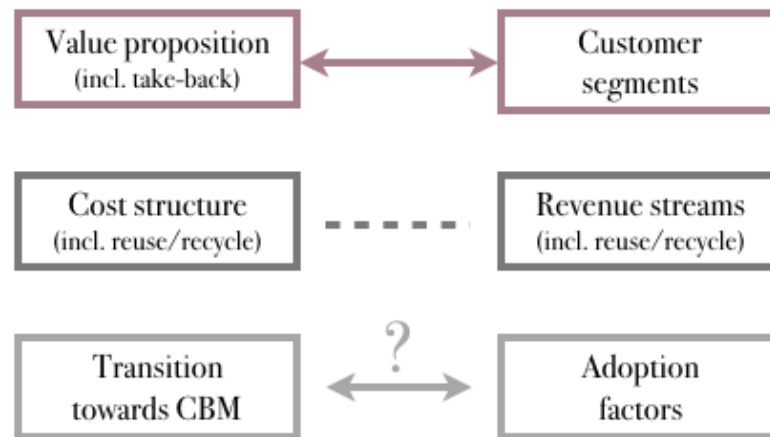 Value proposition
(incl. take-back)
Customer
segments
Cost structure
(incl. reuse/recycle)
Revenue streams
(incl. reuse/recycle)
?
Transition
towards CBM
Adoption
factors